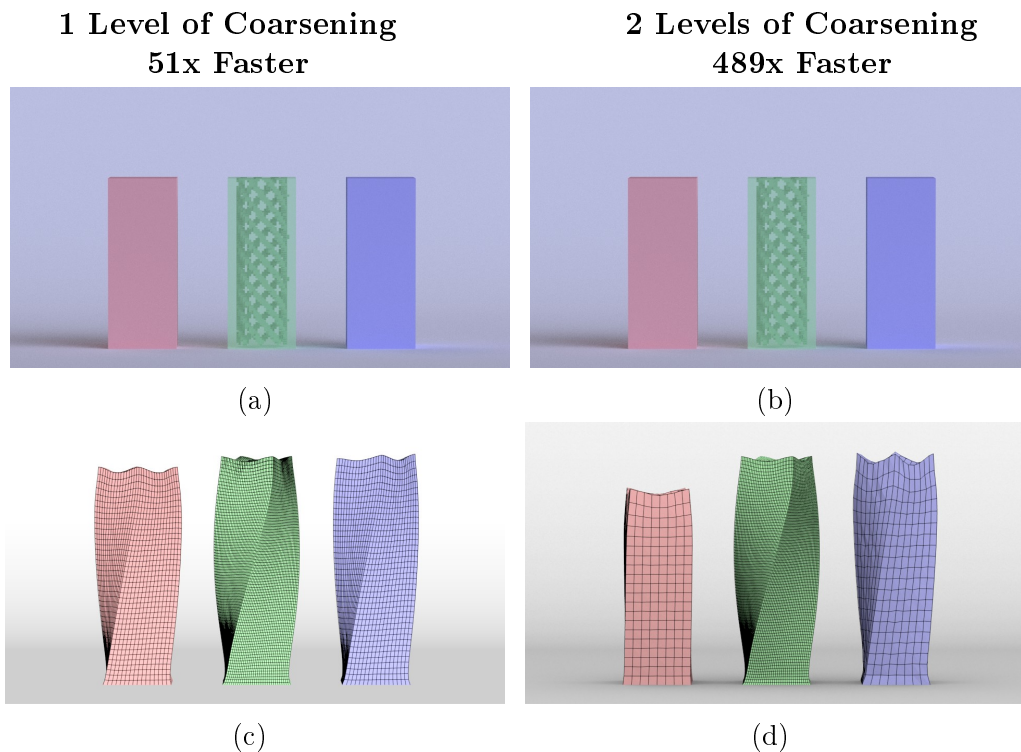 1 Level of Coarsening
51x Faster
2 Levels of Coarsening
489x Faster
(a)
(b)
(c)
(d)